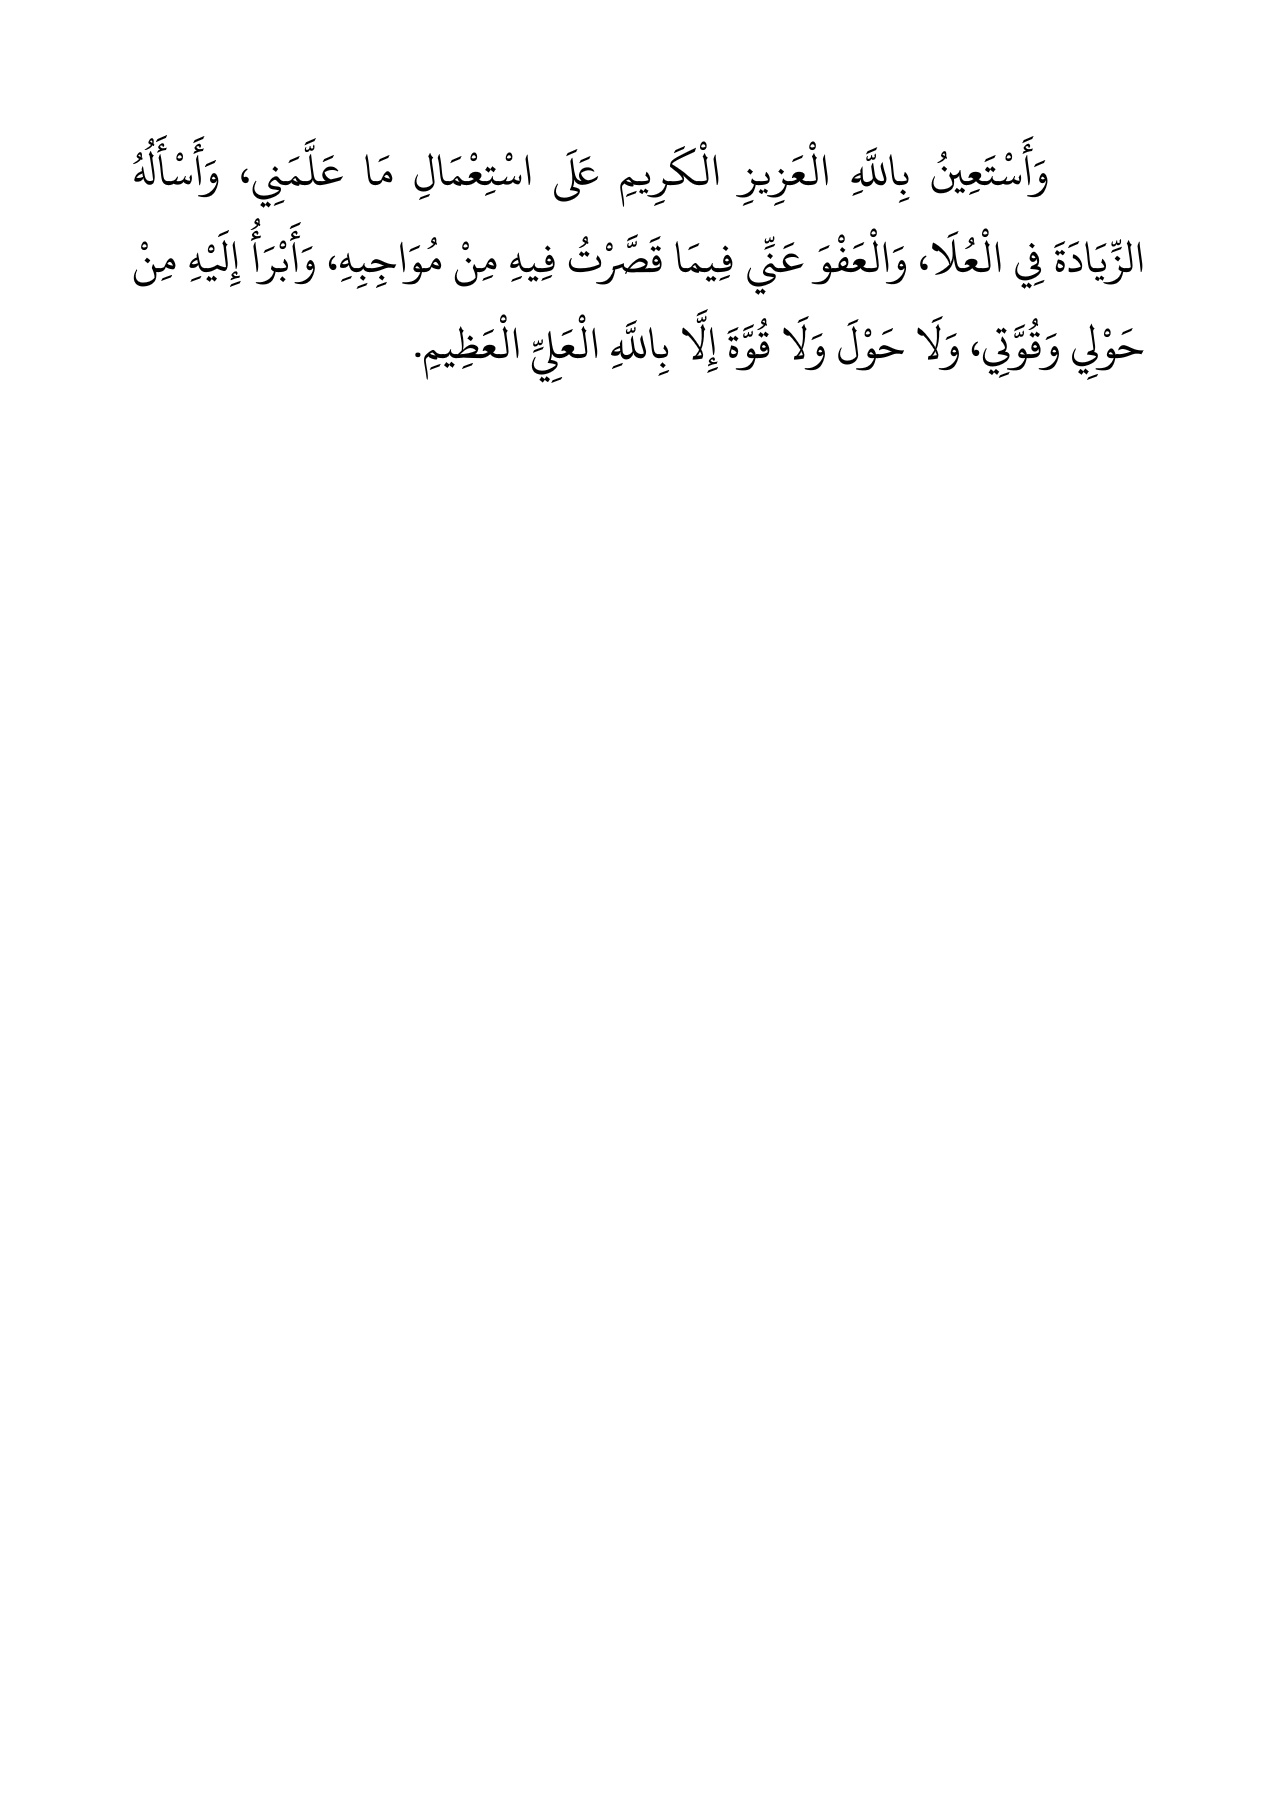 وَأَسْتَعِينُ بِاللَّهِ الْعَزِيزِ الْكَرِيمِ عَلَى اسْتِعْمَالِ مَا عَلَّمَنِي، وَأَسْأَلُهُ
الزِّيَادَةَ فِي الْعُلَا، وَالْعَفْوَ عَنِّي فِيمَا قَصَّرْتُ فِيهِ مِنْ مُوَاجِبِهِ، وَأَبْرَأُ إِلَيْهِ مِنْ
حَوْلِي وَقُوَّتِي، وَلَا حَوْلَ وَلَا قُوَّةَ إِلَّا بِاللَّهِ الْعَلِيِّ الْعَظِيمِ.